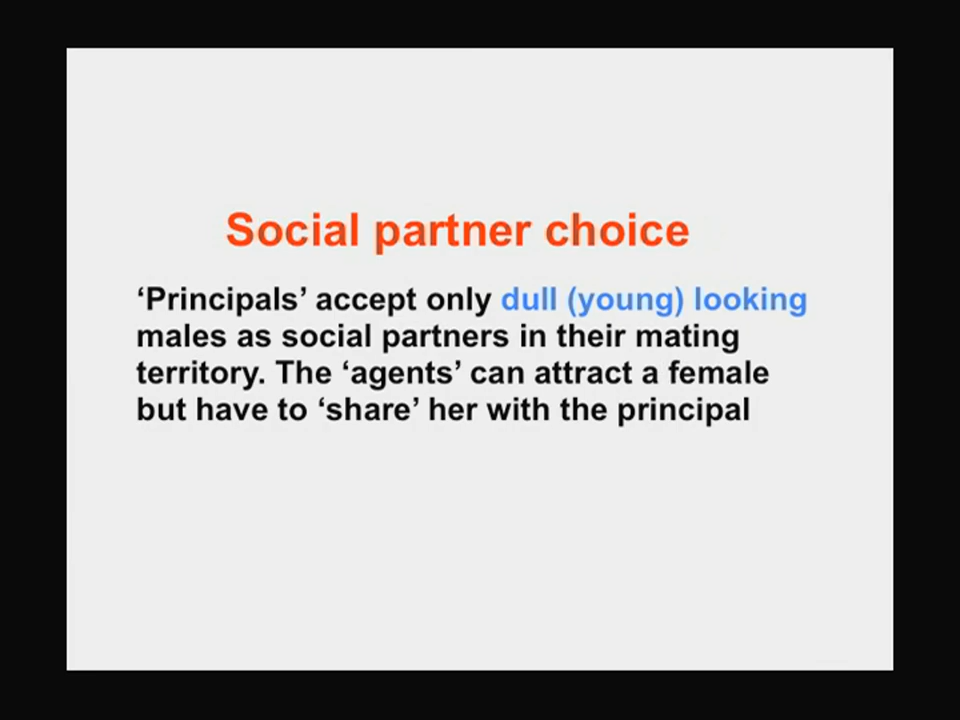 Social partner choice
‘Principals’ accept only dull (young) looking
males as social partners in their mating
territory. The ‘agents’ can attract a female
but have to ‘share’ her with the principal